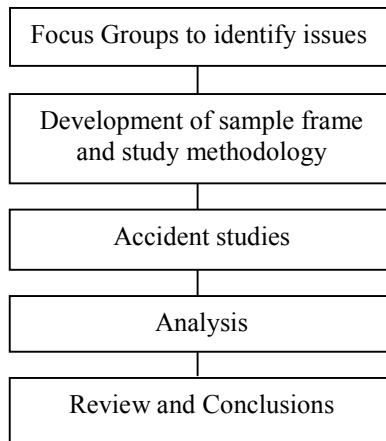 Focus Groups to identify issues
Development of sample frame
and study methodology
Accident studies
Analysis
Review and Conclusions